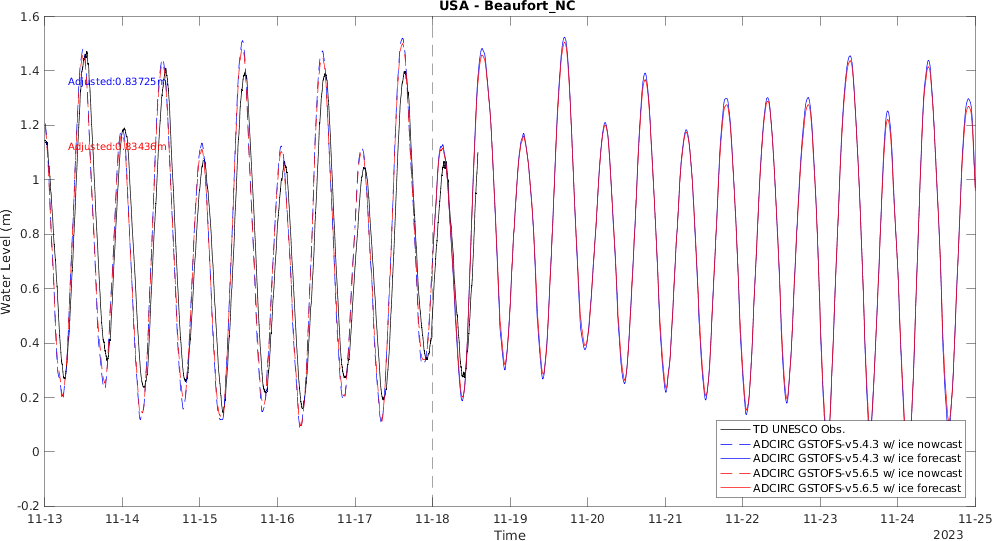 USA - Beaufort_NC
1.6
1.4
1.2
1
0.8
0.6
0.4
0.2
0
-0.2
Water Level (m)
Adjusted:0.83725m
Adjusted:0.83436m
TD UNESCO Obs.
ADCIRC GSTOFS-v5.4.3 w/ ice nowcast
ADCIRC GSTOFS-v5.4.3 w/ ice forecast
ADCIRC GSTOFS-v5.6.5 w/ ice nowcast
ADCIRC GSTOFS-v5.6.5 w/ ice forecast
11-13 11-14 11-15 11-16 11-17 11-18 11-19 11-20 11-21 11-22 11-23 11-24 11-25
Time
2023